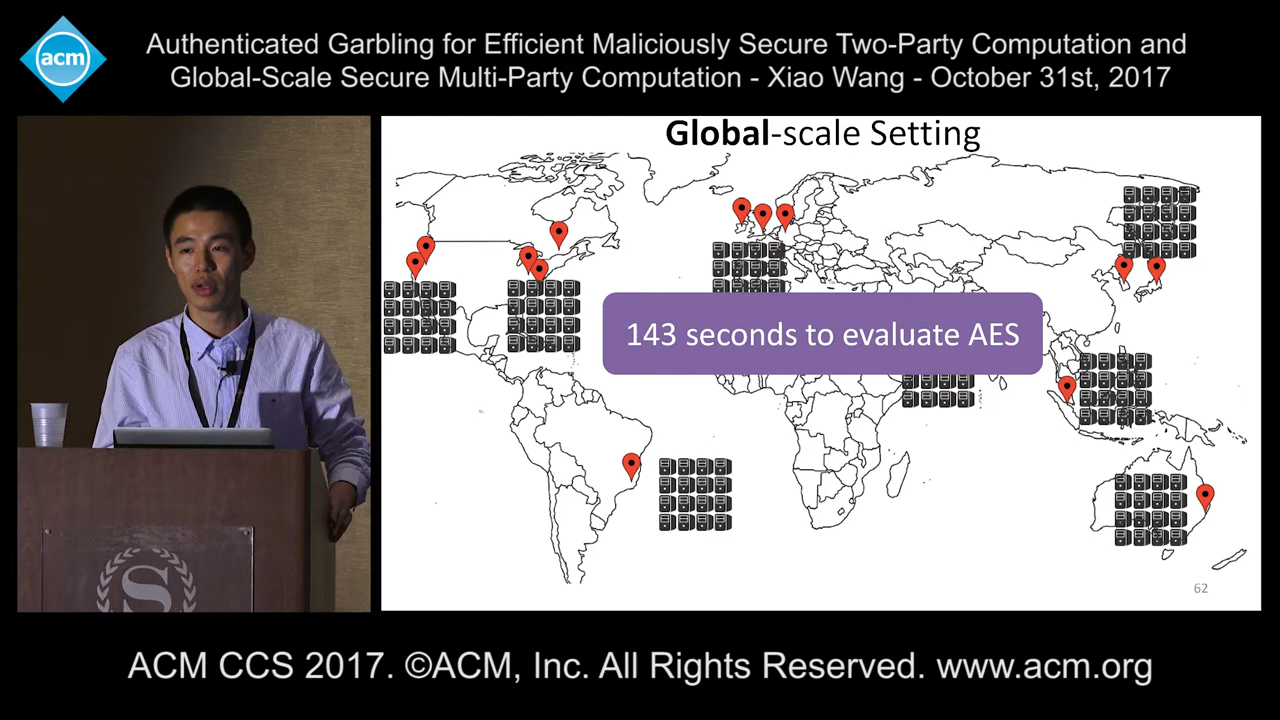 acm
Authenticated Garbling for Efficient Maliciously Secure Two-Party Computation and
Global-Scale Secure Multi-Party Computation - Xiao Wang - October 31st, 2017
Global-scale Setting
143 seconds to evaluate AES
62
S
ACM CCS 2017. ©ACM, Inc. All Rights Reserved. www.acm.org